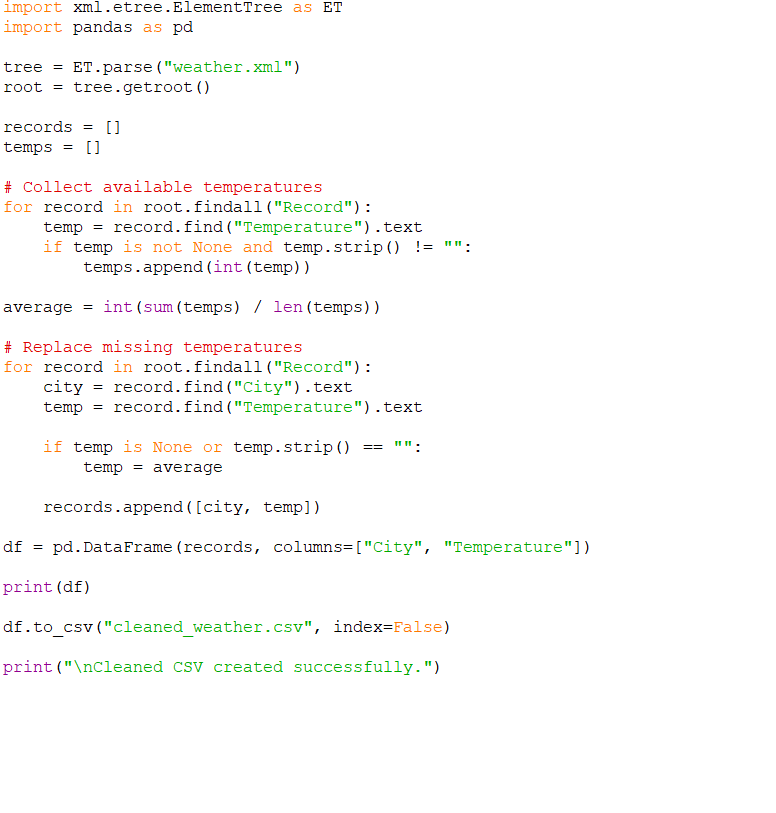 import xml.etree.ElementTree as ET
import pandas as pd

tree = ET.parse("weather.xml")
root = tree.getroot()

records = []
temps = []

# Collect available temperatures
for record in root.findall("Record"):
    temp = record.find("Temperature").text
    if temp is not None and temp.strip() != "":
        temps.append(int(temp))

average = int(sum(temps) / len(temps))

# Replace missing temperatures
for record in root.findall("Record"):
    city = record.find("City").text
    temp = record.find("Temperature").text

    if temp is None or temp.strip() == "":
        temp = average

    records.append([city, temp])

df = pd.DataFrame(records, columns=["City", "Temperature"])

print(df)

df.to_csv("cleaned_weather.csv", index=False)

print("\nCleaned CSV created successfully.")